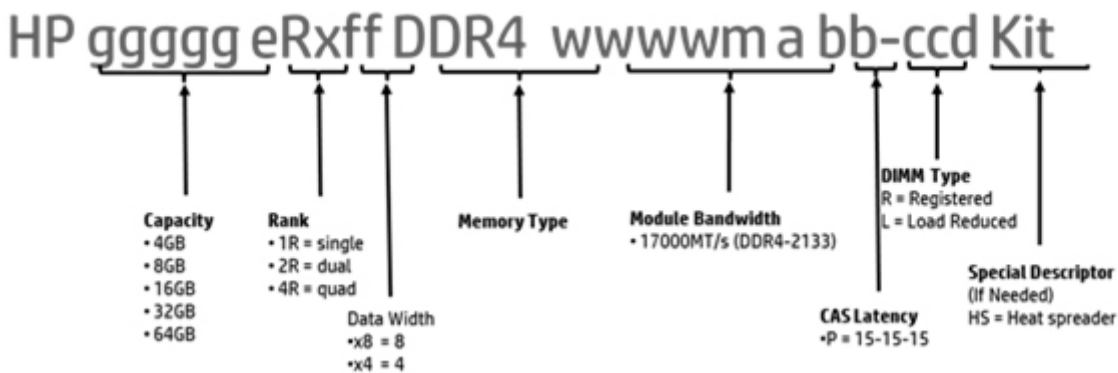 HP ggggg eRxff DDR4 wwwwm a bb-ccd Kit
Capacity
• 4GB
• 8GB
• 16GB
• 32GB
• 64GB
Rank
• 1R = single
• 2R = dual
• 4R = quad
Data Width
•x8 = 8
•x4 = 4
Memory Type
Module Bandwidth
• 17000MT/s (DDR4-2133)
CAS Latency
•P = 15-15-15
DIMM Type
R = Registered
L = Load Reduced
Special Descriptor
(If Needed)
HS = Heat spreader